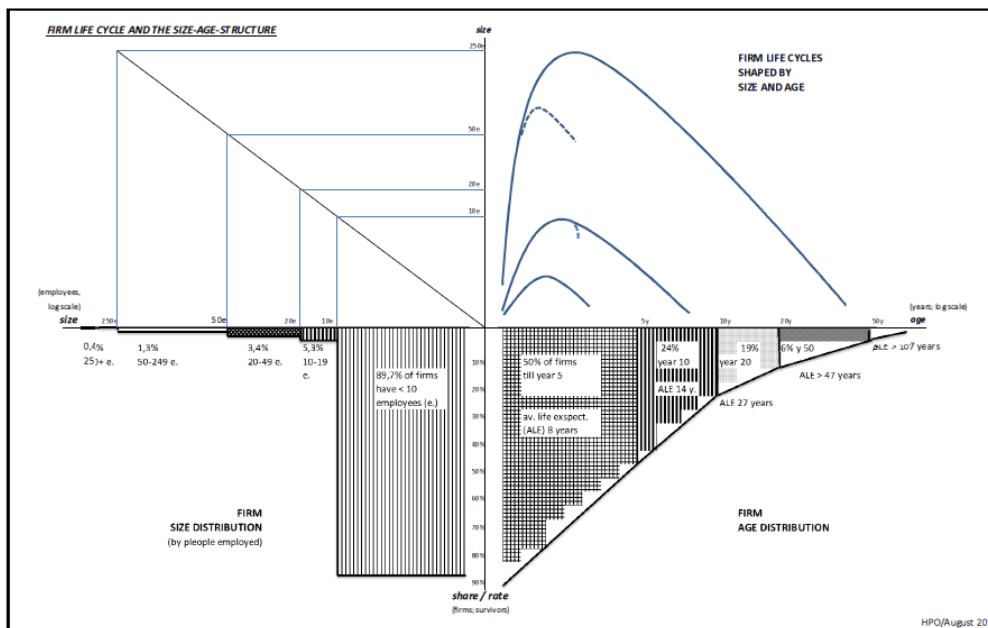 FIRM LIFE CYCLE AND THE SIZE-AGE-STRUCTURE
size
250e
50e
20e
10e
FIRM LIFE CYCLES
SHAPED BY
SIZE AND AGE
(employees,
log scale)
size
250e
50e
20e
10e
(years; log scale)
age
5y
10y
20y
50y
0,4%
25)+ e.
1,3%
50-249 e.
3,4%
20-49 e.
5,3%
10-19
e.
89,7% of firms
have < 10
employees (e.)
50% of firms
till year 5
av. life exspect.
(ALE) 8 years
24%
year 10
ALE 14 y.
19%
year 20
ALE 27 years
6% y 50
ALE > 47 years
ALE > 107 years
10%
20%
30%
40%
50%
60%
70%
80%
90%
FIRM
SIZE DISTRIBUTION
(by pleople employed)
FIRM
AGE DISTRIBUTION
share / rate
(firms; survivors)
HPO/August 20